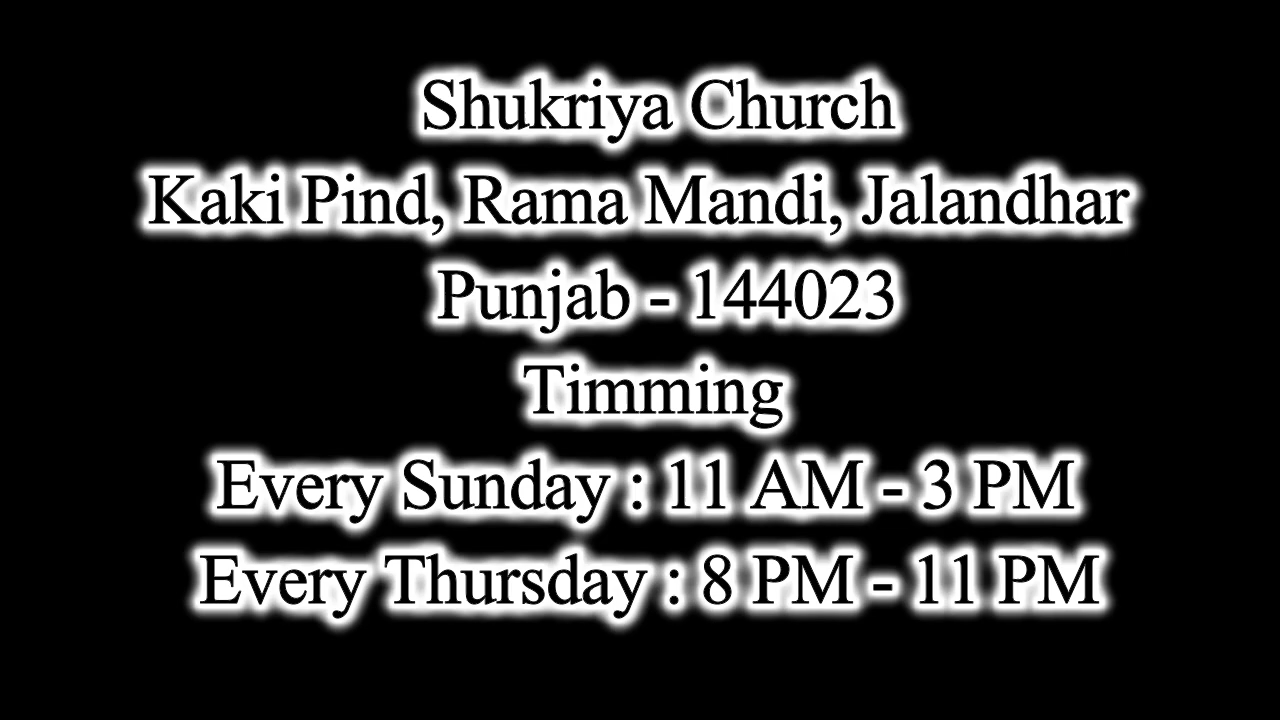 Shukriya Church
Kaki Pind, Rama Mandi, Jalandhar
Punjab - 144023
Timming
Every Sunday : 11 AM - 3 PM
Every Thursday : 8 PM - 11 PM